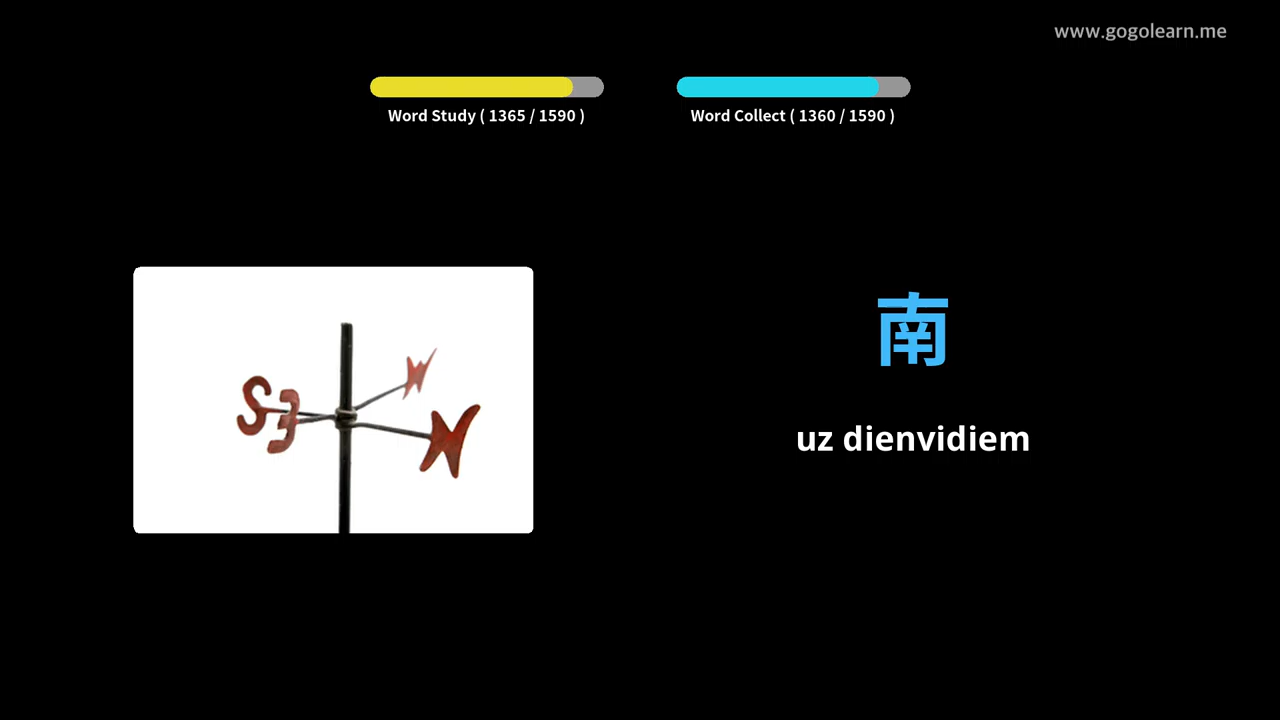 www.gogolearn.me
Word Study ( 1365 / 1590 )
Word Collect ( 1360 / 1590 )
S E W N
南
uz dienvidiem